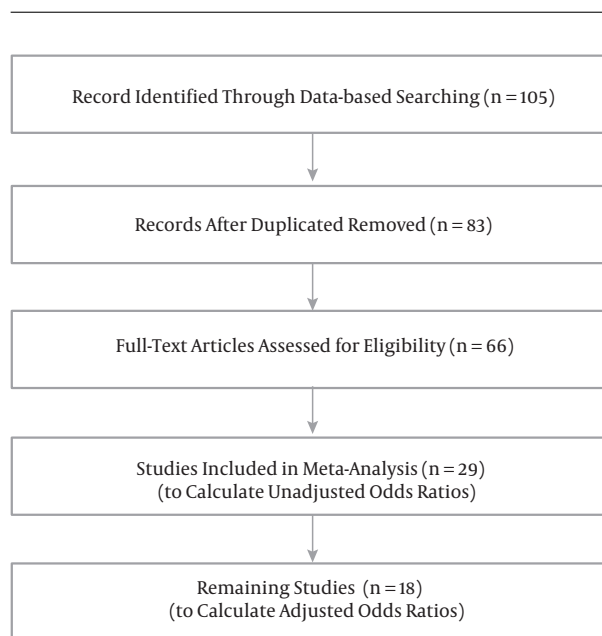 Record Identified Through Data-based Searching (n = 105)
Records After Duplicated Removed (n = 83)
Full-Text Articles Assessed for Eligibility (n = 66)
Studies Included in Meta-Analysis (n = 29)
(to Calculate Unadjusted Odds Ratios)
Remaining Studies (n = 18)
(to Calculate Adjusted Odds Ratios)